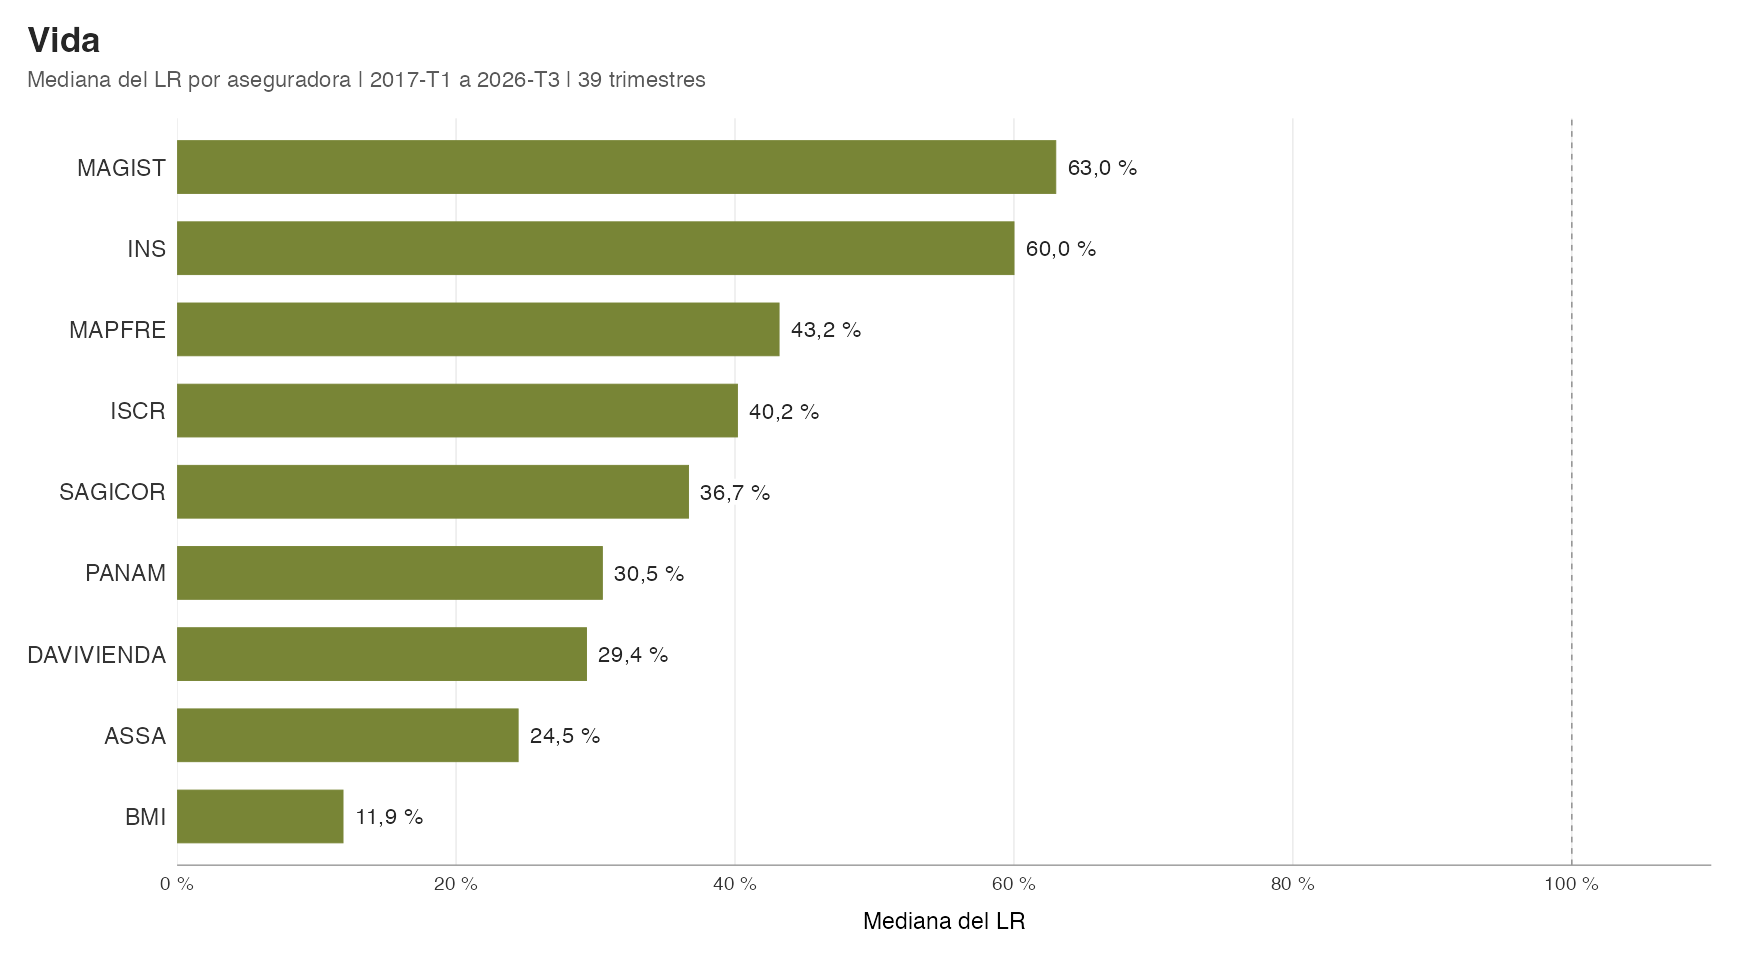 Vida
Mediana del LR por aseguradora | 2017-T1 a 2026-T3 | 39 trimestres
MAGIST 63,0 %
INS 60,0 %
MAPFRE 43,2 %
ISCR 40,2 %
SAGICOR 36,7 %
PANAM 30,5 %
DAVIVIENDA 29,4 %
ASSA 24,5 %
BMI 11,9 %
0 % 20 % 40 % 60 % 80 % 100 %
Mediana del LR